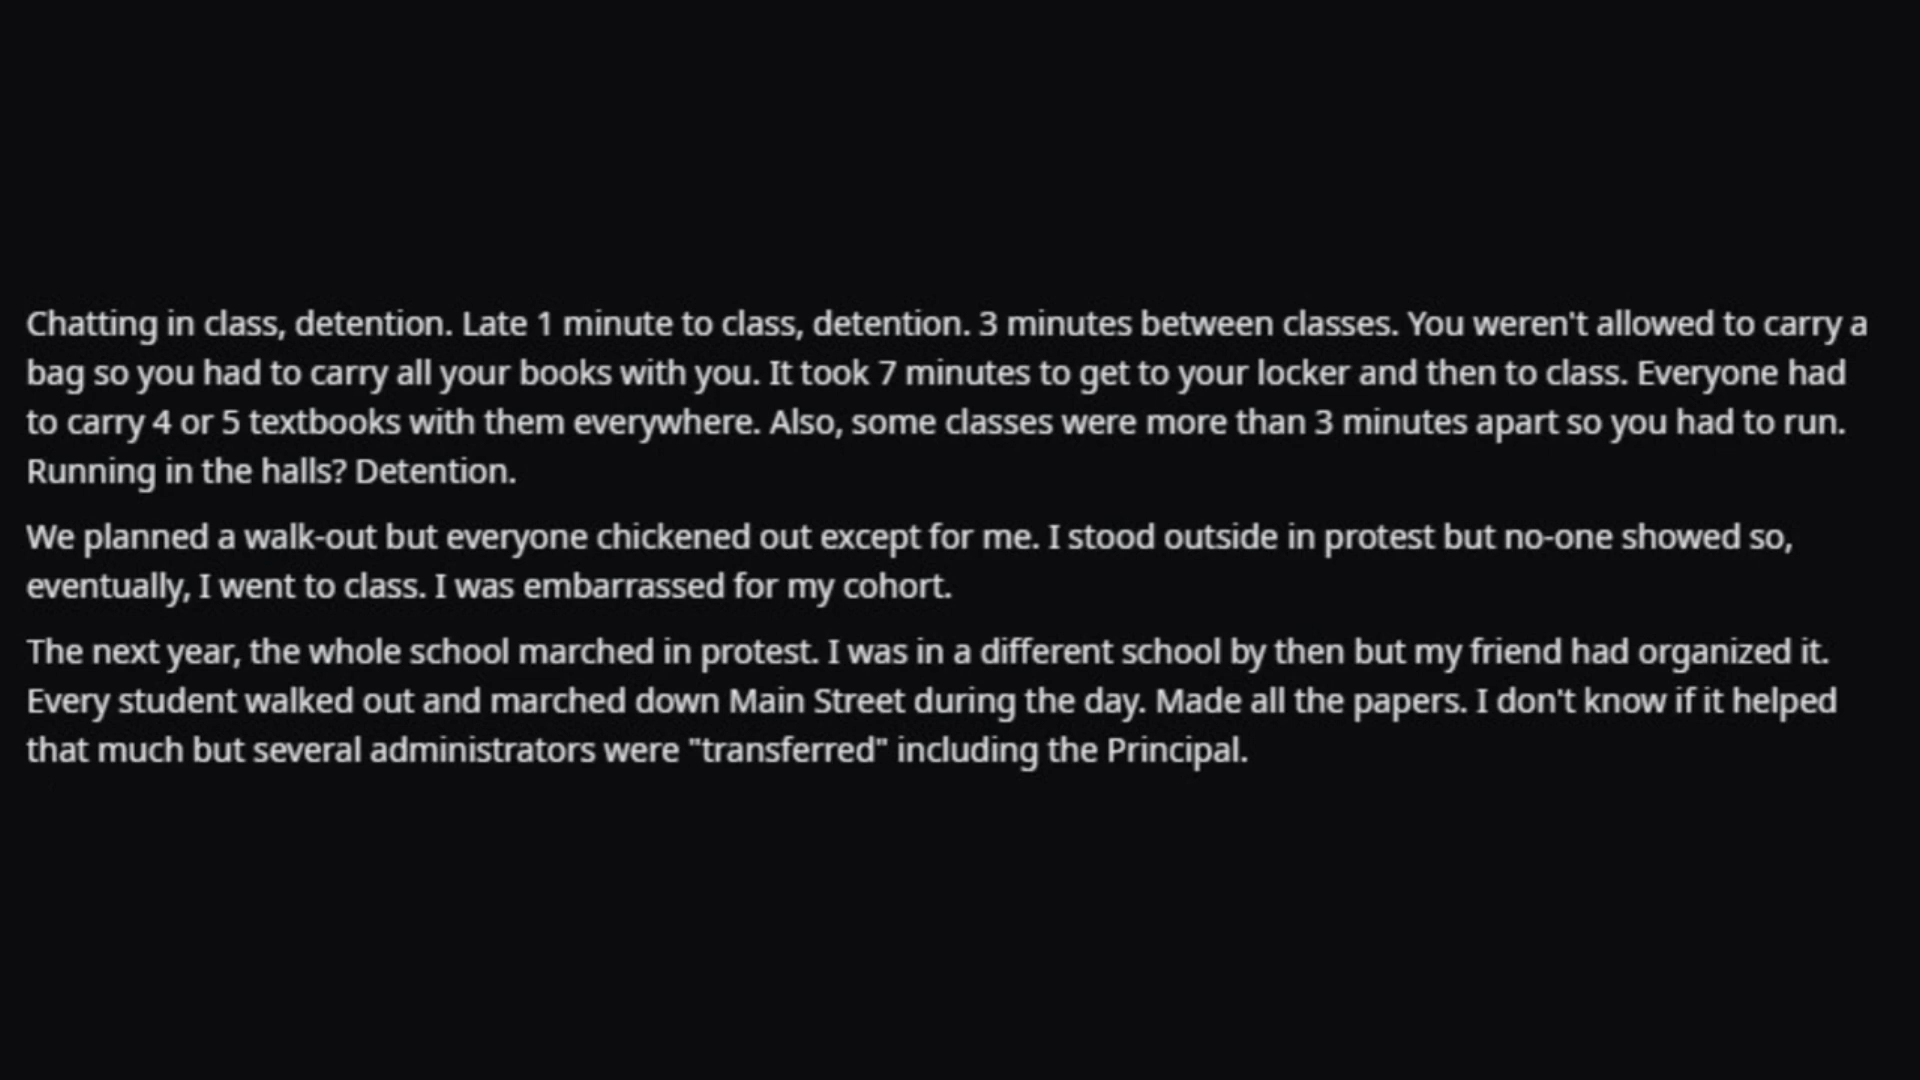 Chatting in class, detention. Late 1 minute to class, detention. 3 minutes between classes. You weren't allowed to carry a
bag so you had to carry all your books with you. It took 7 minutes to get to your locker and then to class. Everyone had
to carry 4 or 5 textbooks with them everywhere. Also, some classes were more than 3 minutes apart so you had to run.
Running in the halls? Detention.
We planned a walk-out but everyone chickened out except for me. I stood outside in protest but no-one showed so,
eventually, I went to class. I was embarrassed for my cohort.
The next year, the whole school marched in protest. I was in a different school by then but my friend had organized it.
Every student walked out and marched down Main Street during the day. Made all the papers. I don't know if it helped
that much but several administrators were "transferred" including the Principal.